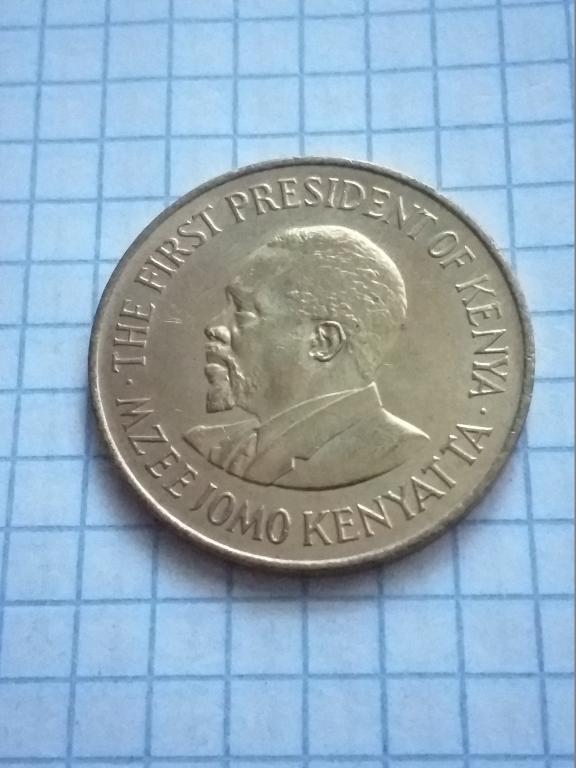 · THE FIRST PRESIDENT OF KENYA ·
MZEE JOMO KENYATTA